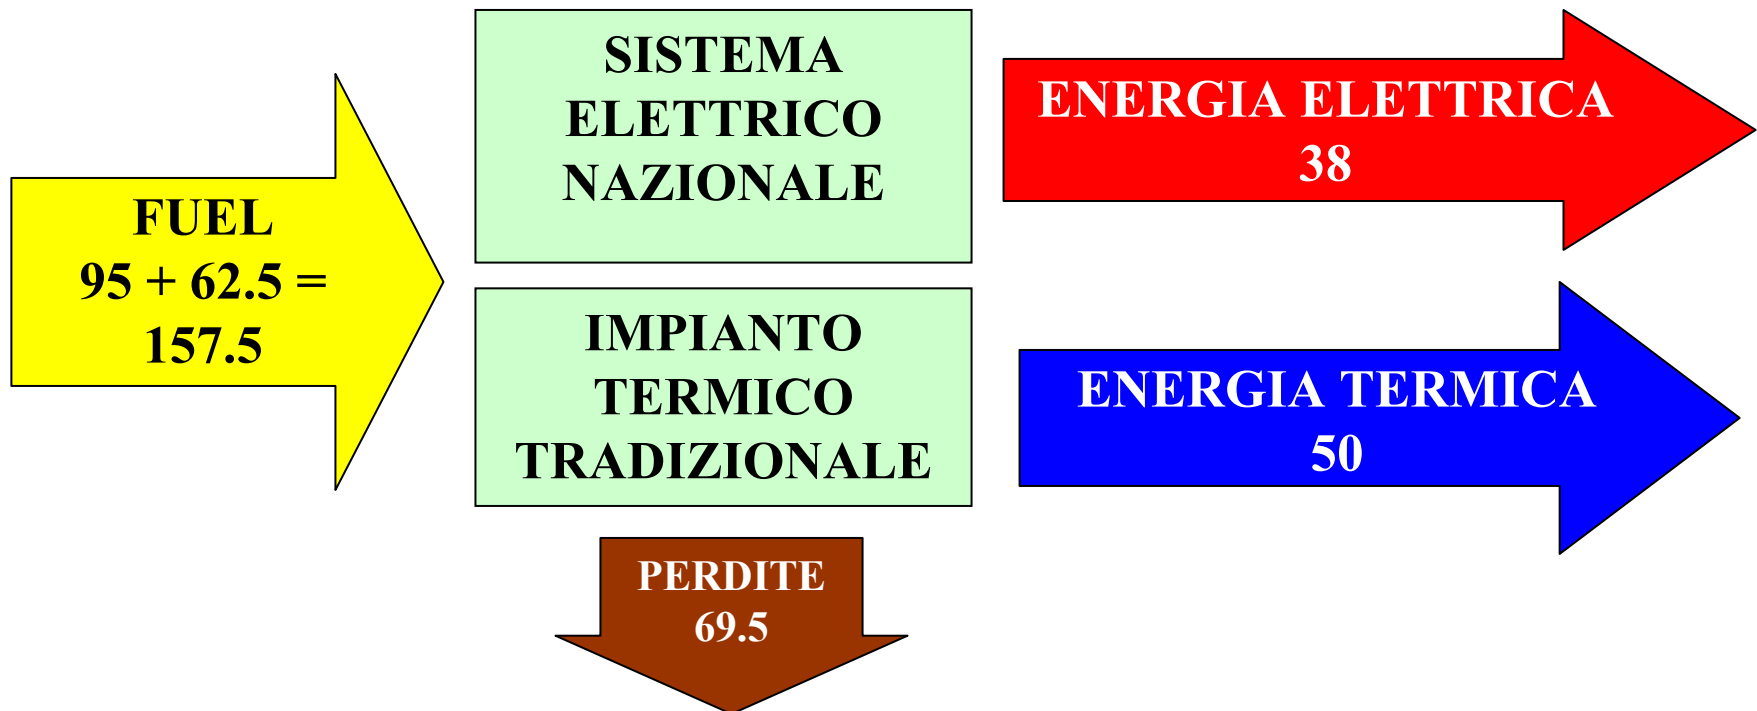 FUEL
95 + 62.5 =
157.5
SISTEMA
ELETTRICO
NAZIONALE
IMPIANTO
TERMICO
TRADIZIONALE
ENERGIA ELETTRICA
38
ENERGIA TERMICA
50
PERDITE
69.5